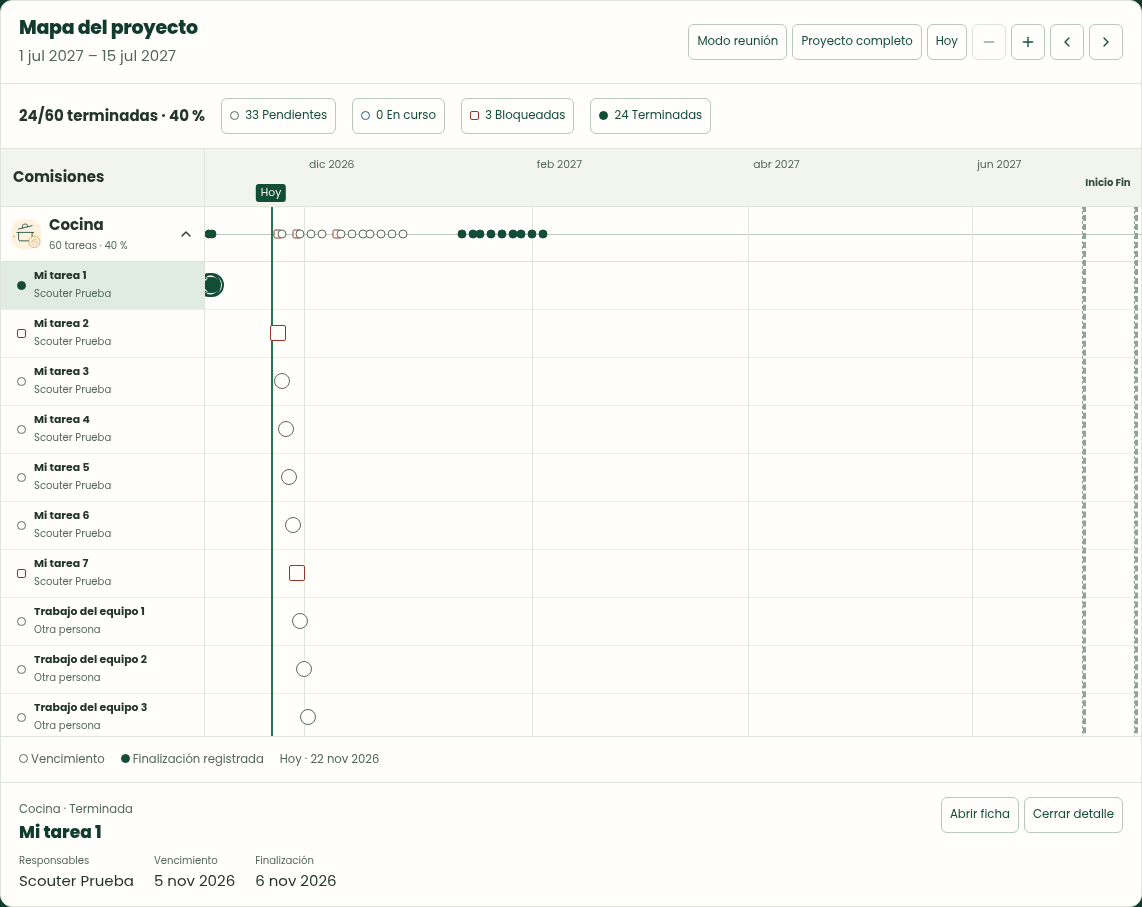 Mapa del proyecto
1 jul 2027 – 15 jul 2027
Modo reunión
Proyecto completo
Hoy
24/60 terminadas · 40 %
33 Pendientes
0 En curso
3 Bloqueadas
24 Terminadas
Comisiones
dic 2026
feb 2027
abr 2027
jun 2027
Hoy
Inicio Fin
Cocina
60 tareas · 40 %
Mi tarea 1
Scouter Prueba
Mi tarea 2
Scouter Prueba
Mi tarea 3
Scouter Prueba
Mi tarea 4
Scouter Prueba
Mi tarea 5
Scouter Prueba
Mi tarea 6
Scouter Prueba
Mi tarea 7
Scouter Prueba
Trabajo del equipo 1
Otra persona
Trabajo del equipo 2
Otra persona
Trabajo del equipo 3
Otra persona
Vencimiento
Finalización registrada
Hoy · 22 nov 2026
Cocina · Terminada
Mi tarea 1
Abrir ficha
Cerrar detalle
Responsables
Scouter Prueba
Vencimiento
5 nov 2026
Finalización
6 nov 2026